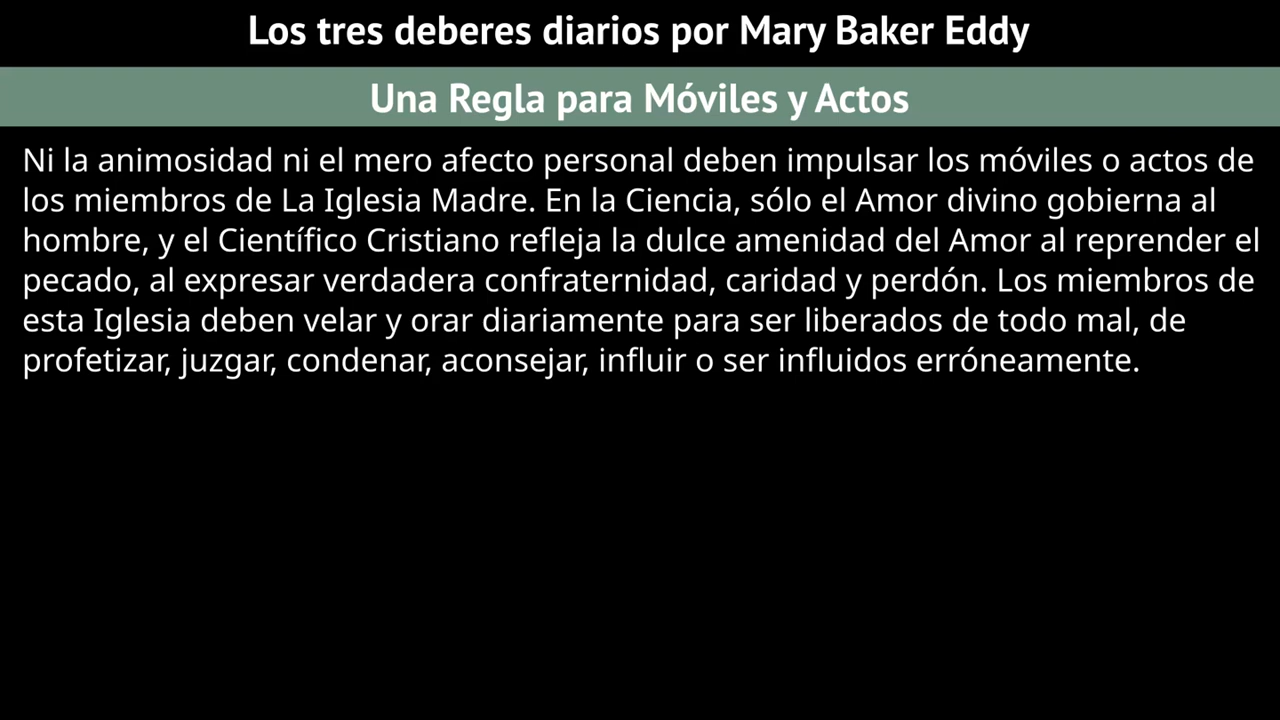 Los tres deberes diarios por Mary Baker Eddy
Una Regla para Móviles y Actos
Ni la animosidad ni el mero afecto personal deben impulsar los móviles o actos de
los miembros de La Iglesia Madre. En la Ciencia, sólo el Amor divino gobierna al
hombre, y el Científico Cristiano refleja la dulce amenidad del Amor al reprender el
pecado, al expresar verdadera confraternidad, caridad y perdón. Los miembros de
esta Iglesia deben velar y orar diariamente para ser liberados de todo mal, de
profetizar, juzgar, condenar, aconsejar, influir o ser influidos erróneamente.